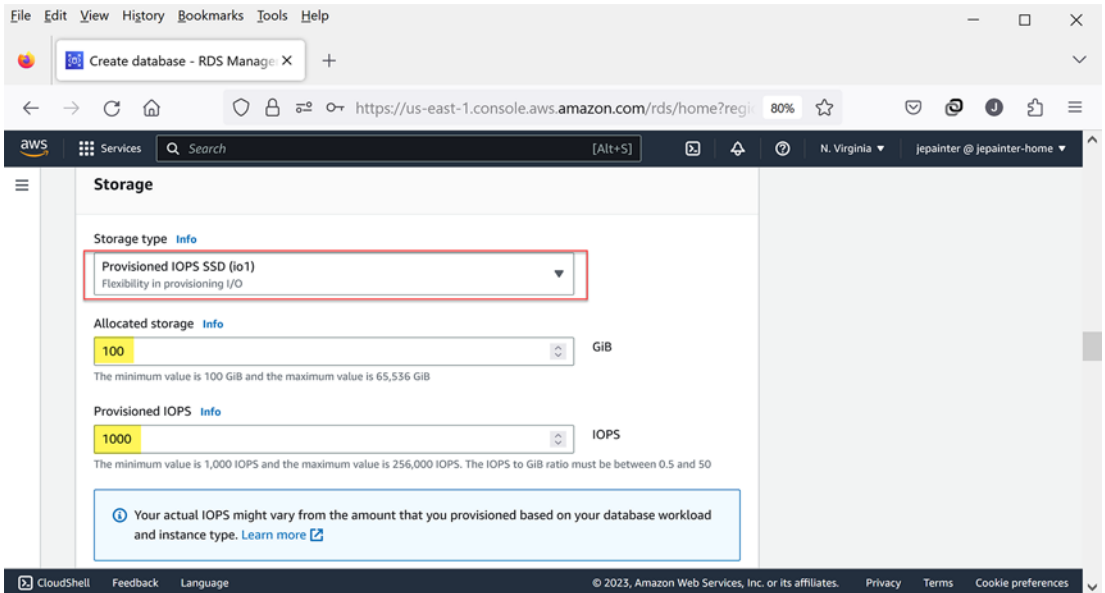 File Edit View History Bookmarks Tools Help
Create database - RDS Manage
https://us-east-1.console.aws.amazon.com/rds/home?regi 80%
aws Services Search [Alt+S] N. Virginia jepainter @ jepainter-home
Storage
Storage type Info
Provisioned IOPS SSD (io1)
Flexibility in provisioning I/O
Allocated storage Info
100 GiB
The minimum value is 100 GiB and the maximum value is 65,536 GiB
Provisioned IOPS Info
1000 IOPS
The minimum value is 1,000 IOPS and the maximum value is 256,000 IOPS. The IOPS to GiB ratio must be between 0.5 and 50
Your actual IOPS might vary from the amount that you provisioned based on your database workload
and instance type. Learn more
CloudShell Feedback Language © 2023, Amazon Web Services, Inc. or its affiliates. Privacy Terms Cookie preferences